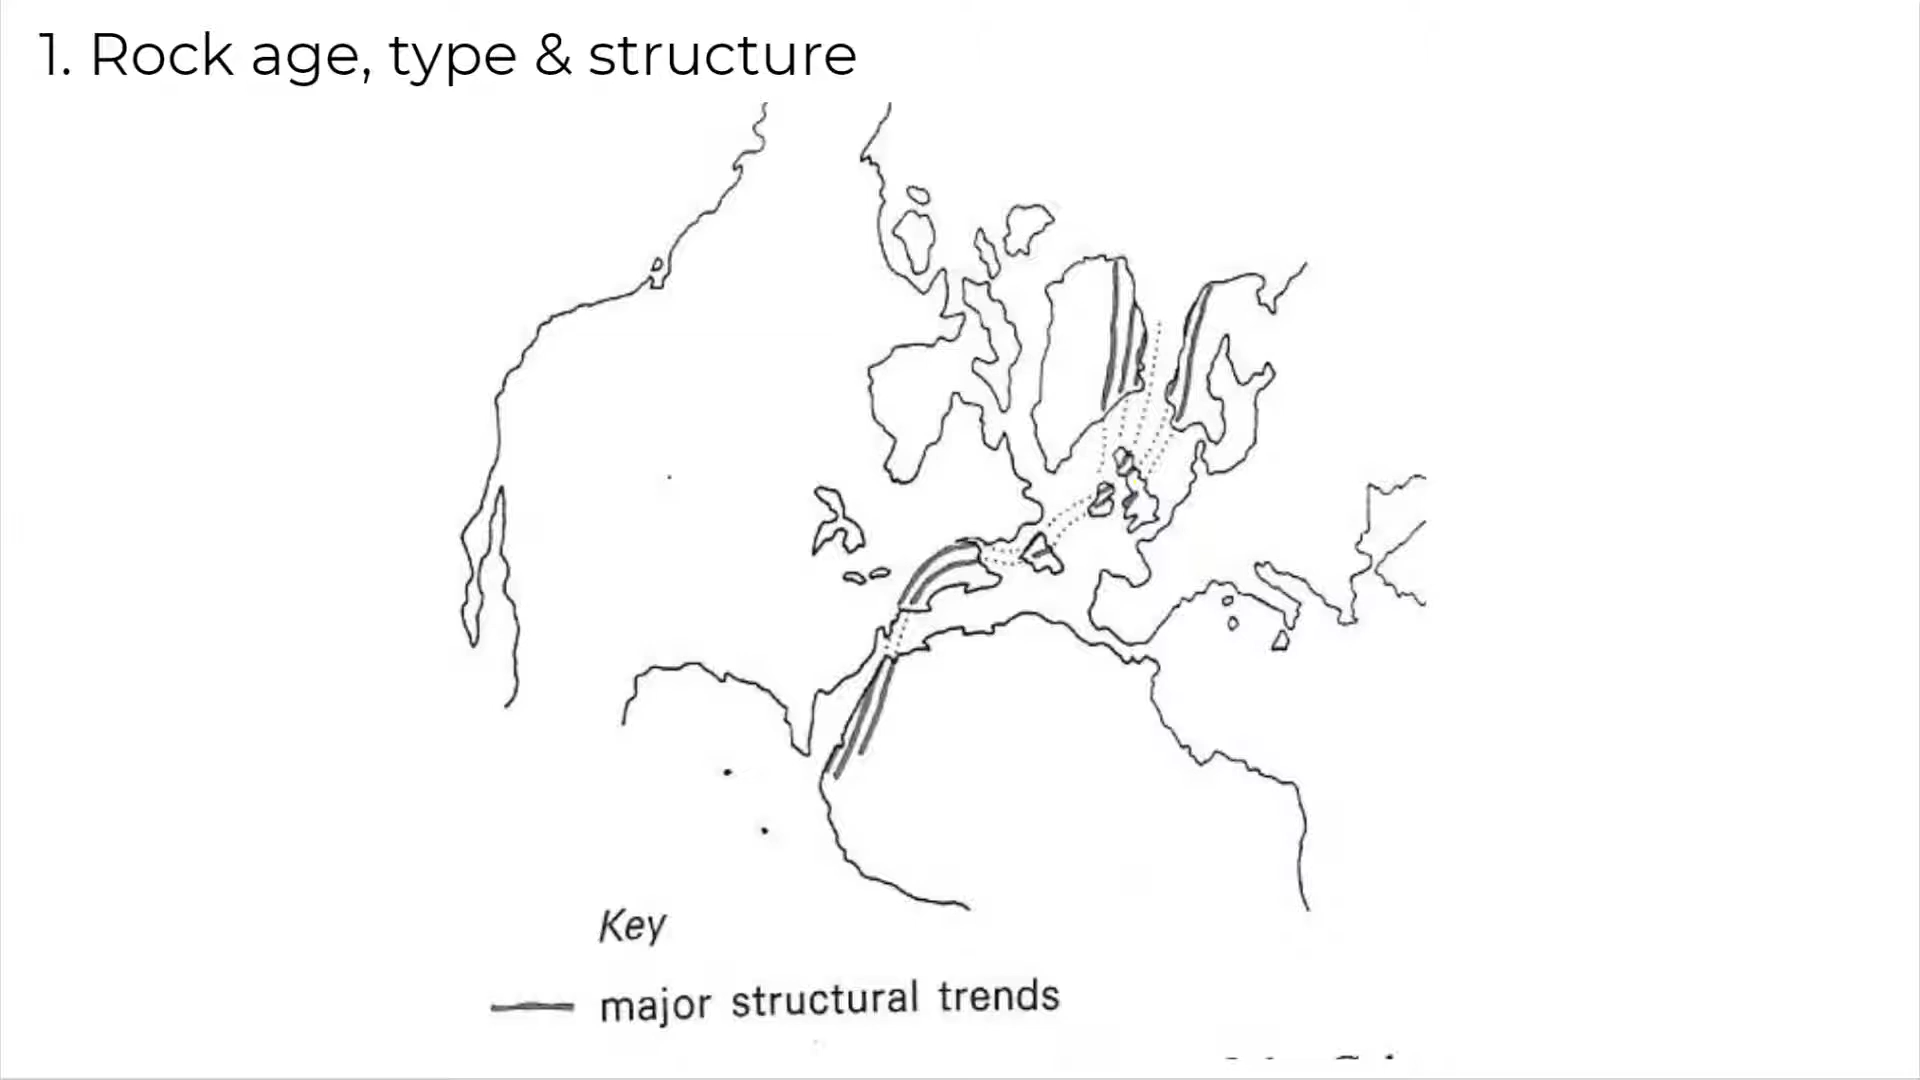 1. Rock age, type & structure
Key
major structural trends